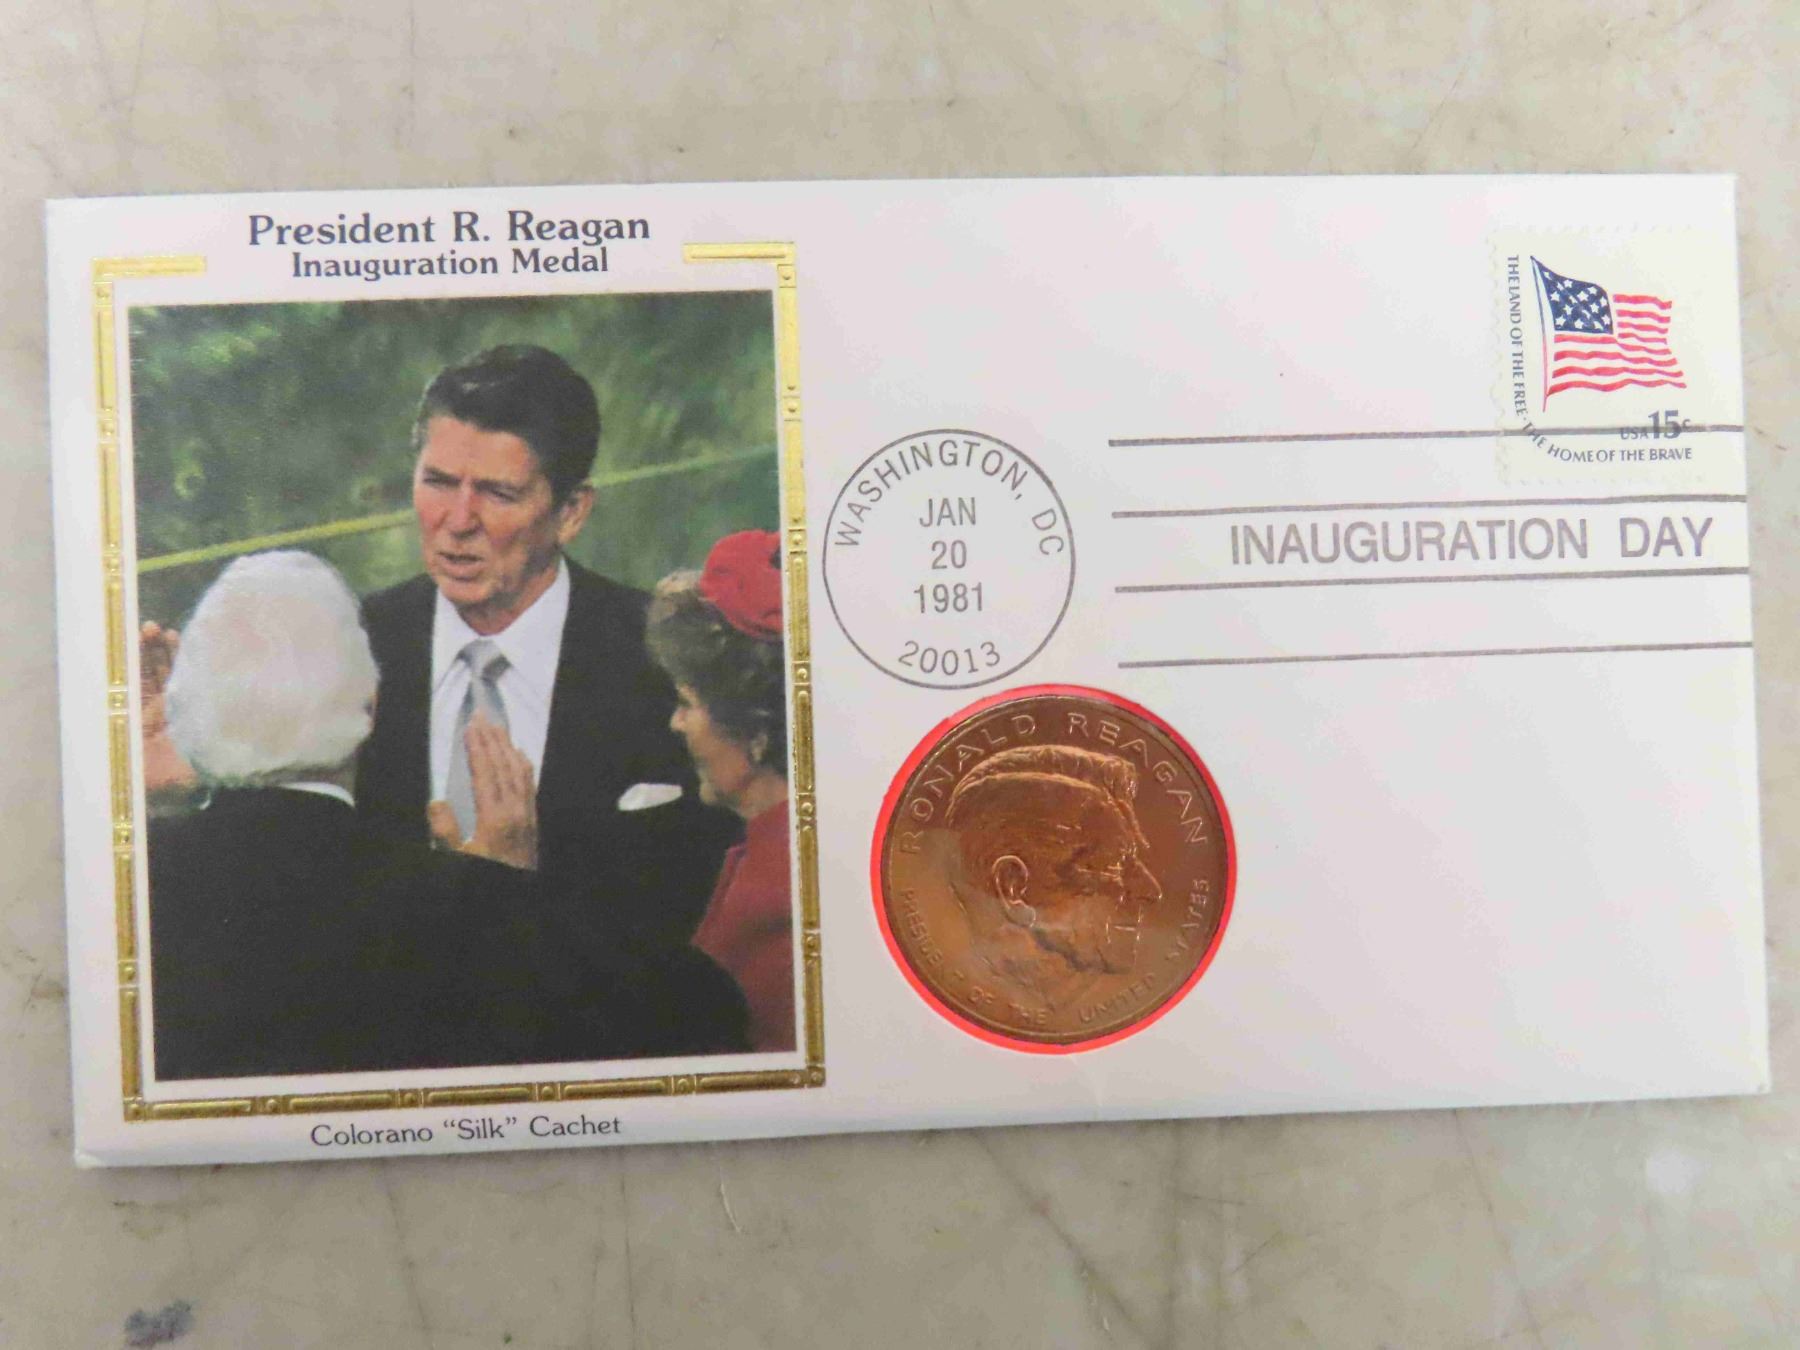 President R. Reagan
Inauguration Medal
Colorano "Silk" Cachet
WASHINGTON, DC
JAN
20
1981
20013
THE LAND OF THE FREE·THE HOME OF THE BRAVE
USA 15c
INAUGURATION DAY
RONALD REAGAN
PRESIDENT OF THE UNITED STATES